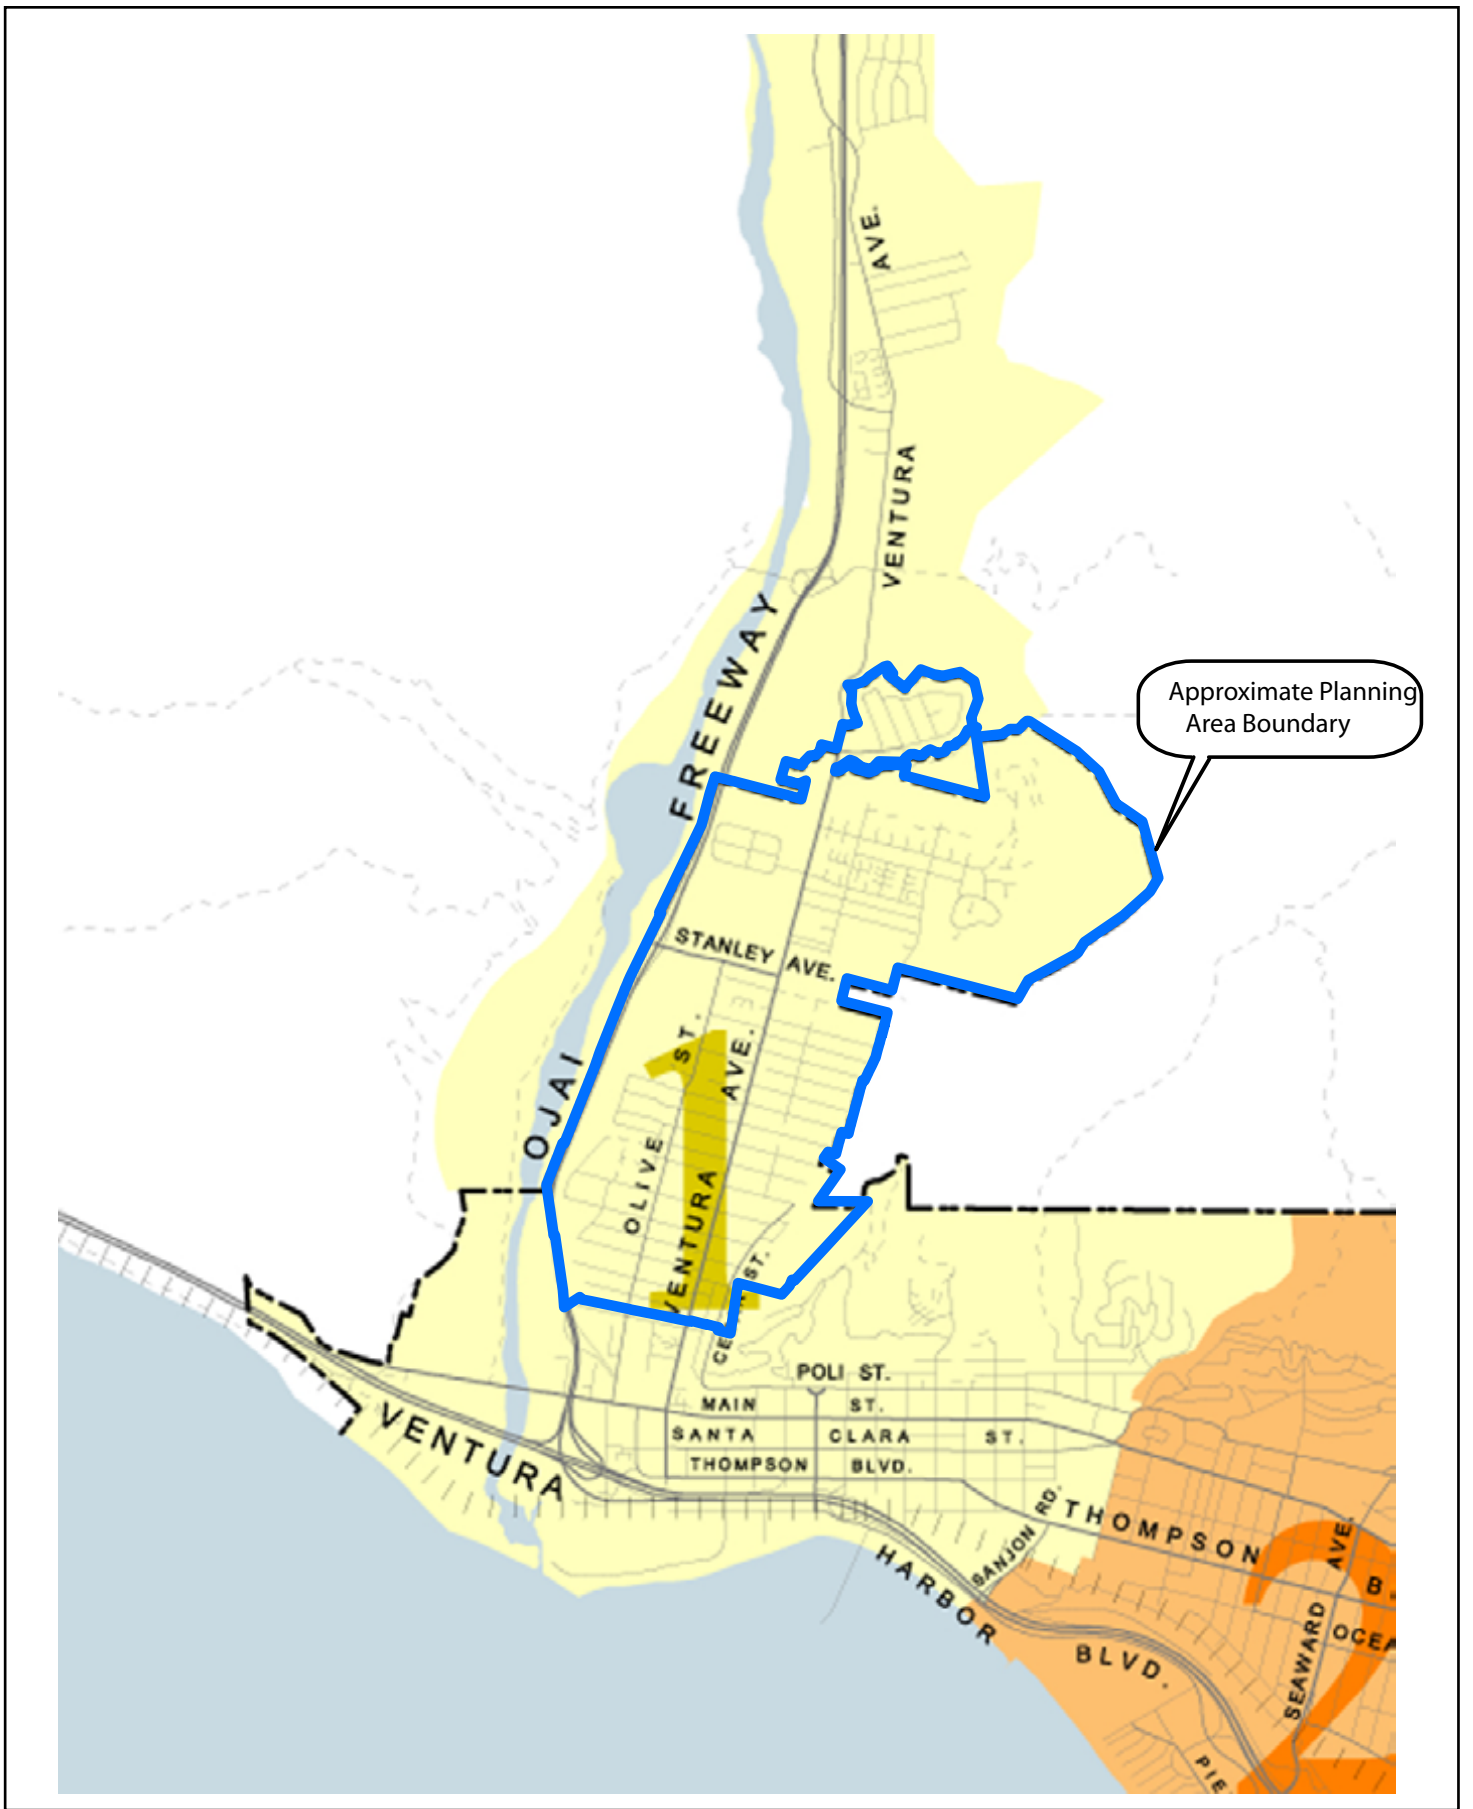 AVE.
VENTURA
FREEWAY
Approximate Planning
Area Boundary
STANLEY AVE.
ST.
AVE.
1
OJAI
OLIVE
VENTURA
ST.
POLI ST.
MAIN ST.
SANTA CLARA ST.
THOMPSON BLVD.
VENTURA
SANJON RD.
THOMPSON B
HARBOR BLVD.
AVE.
2
SEAWARD